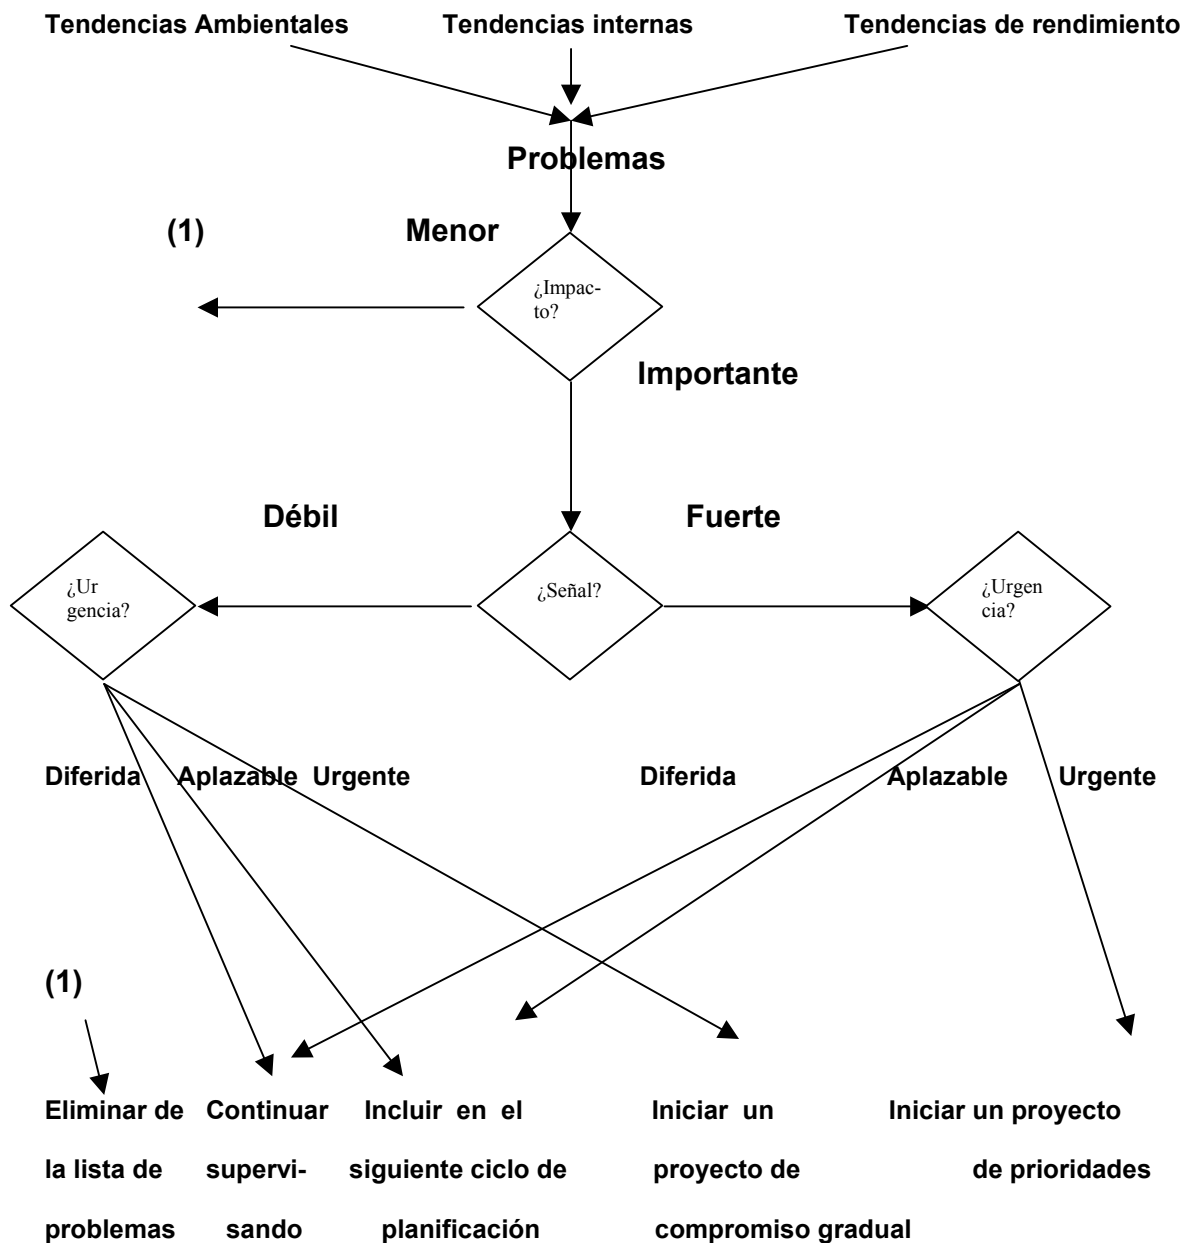 Tendencias Ambientales Tendencias internas Tendencias de rendimiento
Problemas
(1) Menor
¿Impac-
to?
Importante
Débil Fuerte
¿Ur
gencia?
¿Señal?
¿Urgen
cia?
Diferida Aplazable Urgente Diferida Aplazable Urgente
(1)
Eliminar de Continuar Incluir en el Iniciar un Iniciar un proyecto
la lista de supervi- siguiente ciclo de proyecto de de prioridades
problemas sando planificación compromiso gradual